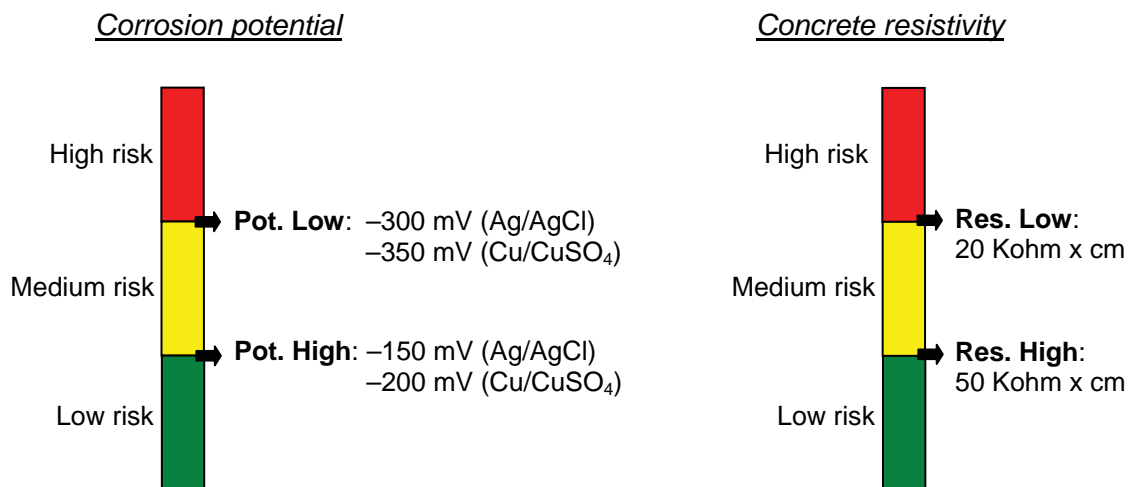 Corrosion potential
High risk
Pot. Low: –300 mV (Ag/AgCl)
–350 mV (Cu/CuSO₄)
Medium risk
Pot. High: –150 mV (Ag/AgCl)
–200 mV (Cu/CuSO₄)
Low risk
Concrete resistivity
High risk
Res. Low:
20 Kohm x cm
Medium risk
Res. High:
50 Kohm x cm
Low risk